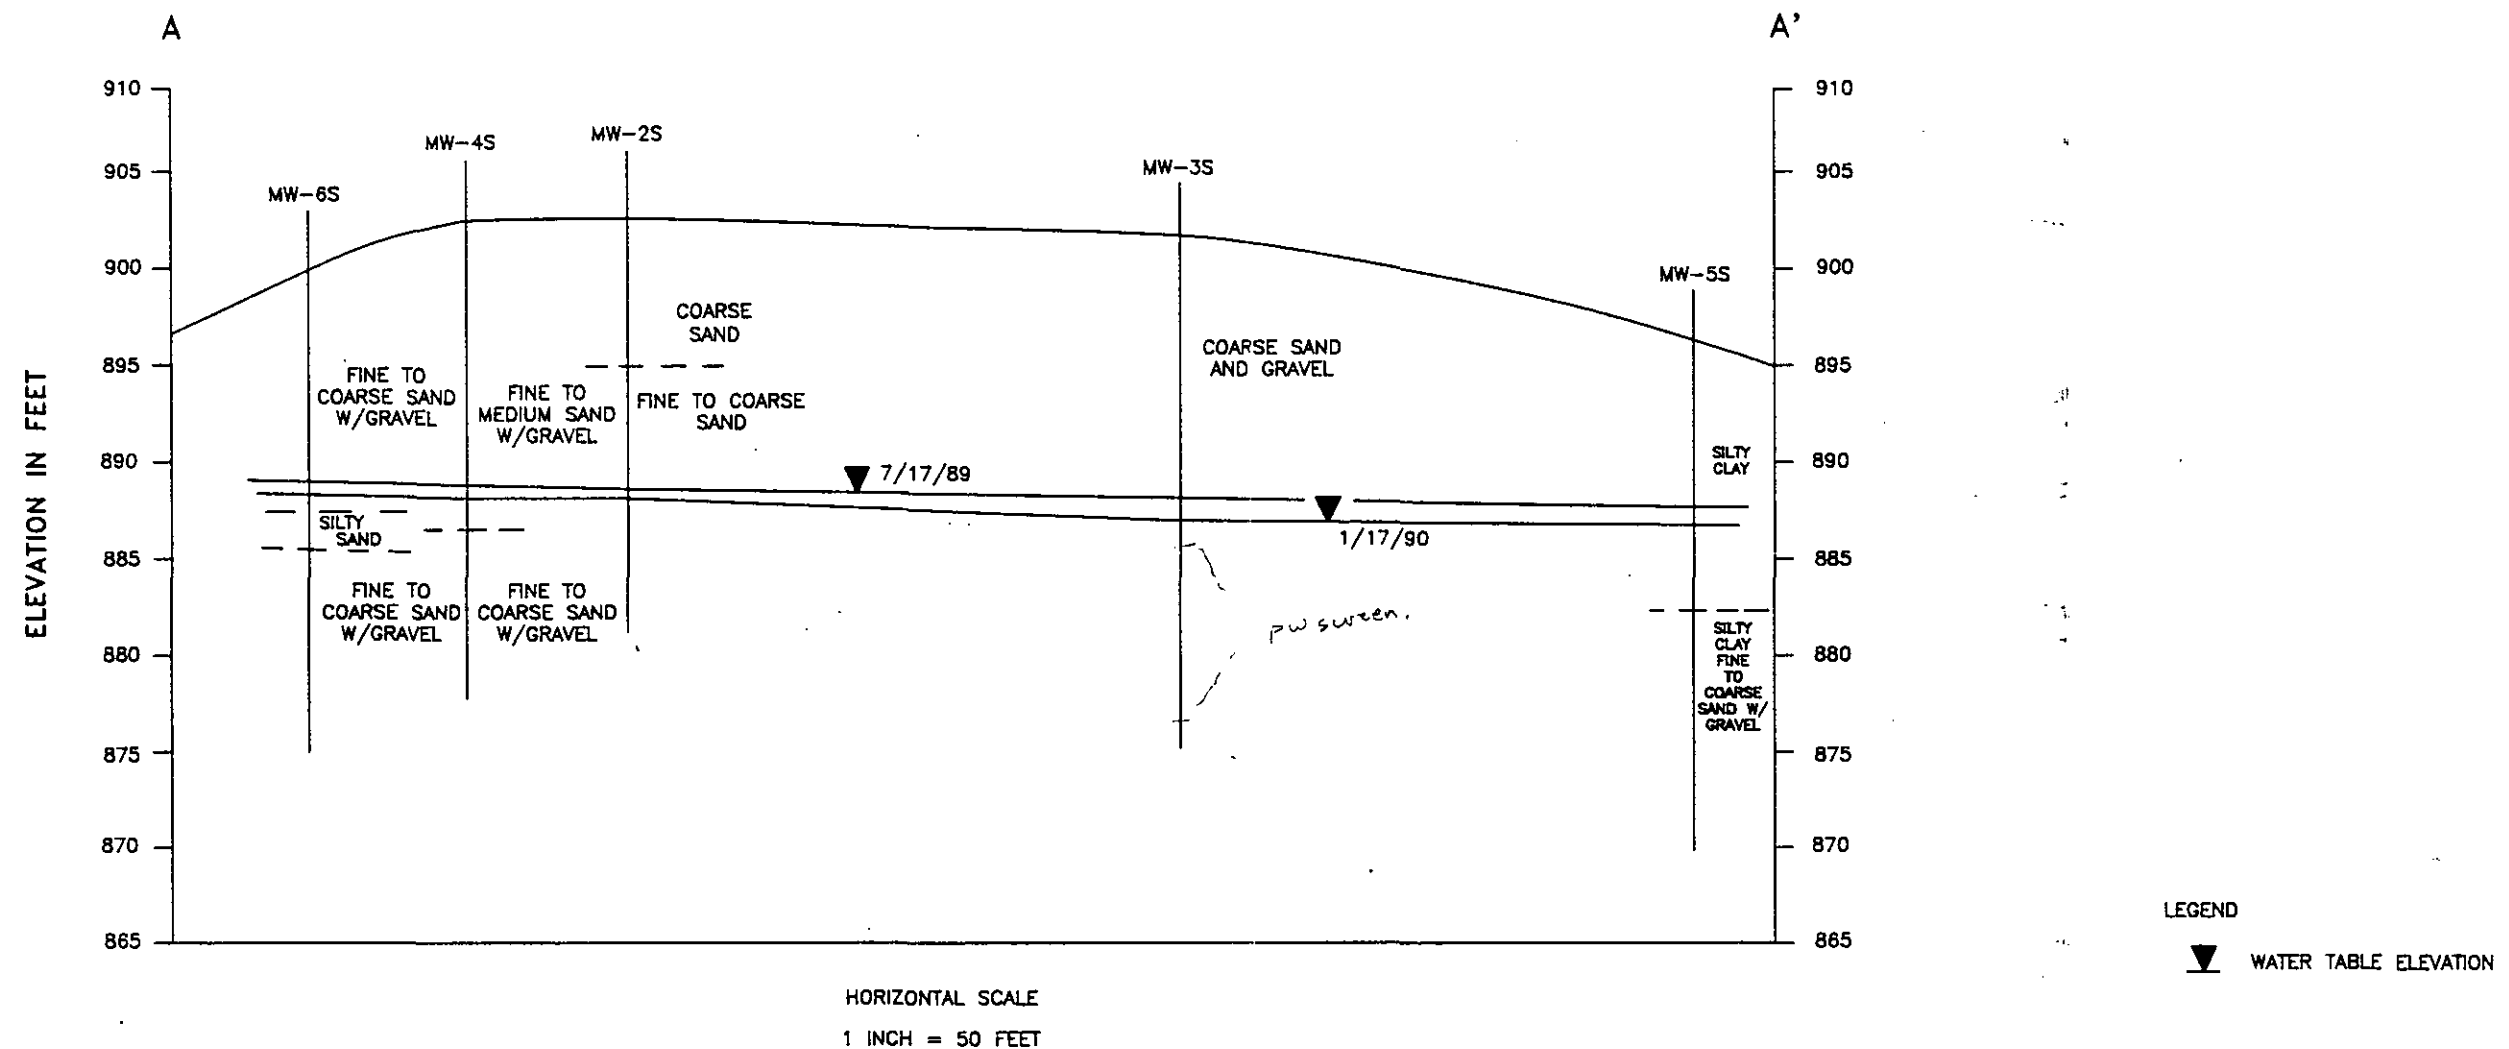 A
A'
910
905
900
895
890
885
880
875
870
865
ELEVATION IN FEET
MW-6S
MW-4S
MW-2S
MW-3S
MW-5S
COARSE
SAND
FINE TO
COARSE SAND
W/GRAVEL
FINE TO
MEDIUM SAND
W/GRAVEL
FINE TO COARSE
SAND
COARSE SAND
AND GRAVEL
SILTY
CLAY
7/17/89
1/17/90
SILTY
SAND
FINE TO
COARSE SAND
W/GRAVEL
FINE TO
COARSE SAND
W/GRAVEL
pw screen.
SILTY
CLAY
FINE
TO
COARSE
SAND W/
GRAVEL
910
905
900
895
890
885
880
875
870
865
HORIZONTAL SCALE
1 INCH = 50 FEET
LEGEND
WATER TABLE ELEVATION